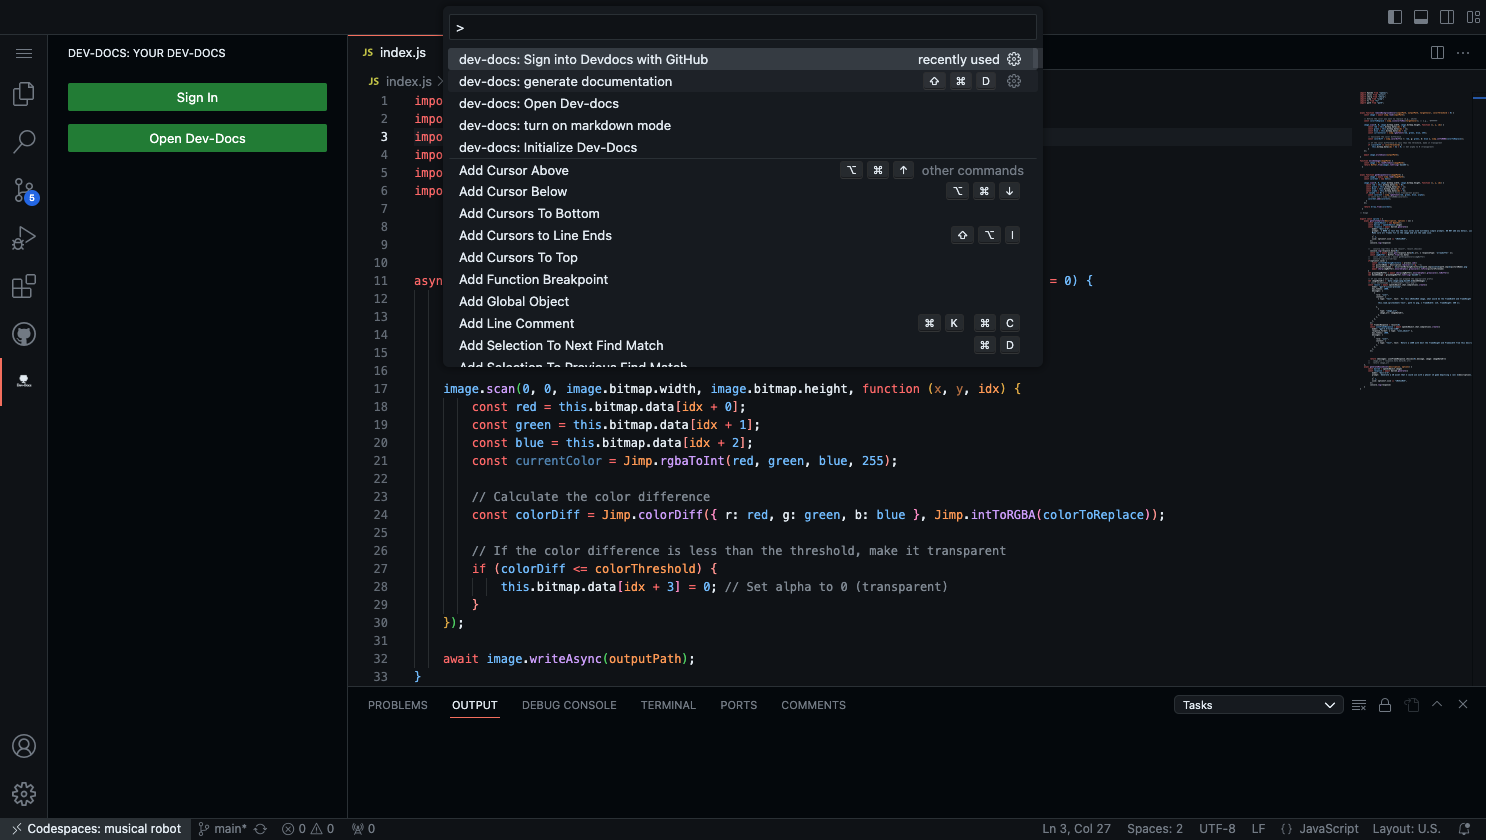 >
dev-docs: Sign into Devdocs with GitHub recently used
dev-docs: generate documentation ⇧ ⌘ D
dev-docs: Open Dev-docs
dev-docs: turn on markdown mode
dev-docs: Initialize Dev-Docs
Add Cursor Above ⌥ ⌘ ↑ other commands
Add Cursor Below ⌥ ⌘ ↓
Add Cursors To Bottom
Add Cursors to Line Ends ⇧ ⌥ I
Add Cursors To Top
Add Function Breakpoint
Add Global Object
Add Line Comment ⌘ K ⌘ C
Add Selection To Next Find Match ⌘ D
Add Selection To Previous Find Match
DEV-DOCS: YOUR DEV-DOCS
Sign In
Open Dev-Docs
5
Dev-Docs
JS index.js
JS index.js >
1 impo
2 impo
3 impo
4 impo
5 impo
6 impo
7
8
9
10
11 asyn = 0) {
12
13
14
15
16
17 image.scan(0, 0, image.bitmap.width, image.bitmap.height, function (x, y, idx) {
18 const red = this.bitmap.data[idx + 0];
19 const green = this.bitmap.data[idx + 1];
20 const blue = this.bitmap.data[idx + 2];
21 const currentColor = Jimp.rgbaToInt(red, green, blue, 255);
22
23 // Calculate the color difference
24 const colorDiff = Jimp.colorDiff({ r: red, g: green, b: blue }, Jimp.intToRGBA(colorToReplace));
25
26 // If the color difference is less than the threshold, make it transparent
27 if (colorDiff <= colorThreshold) {
28 this.bitmap.data[idx + 3] = 0; // Set alpha to 0 (transparent)
29 }
30 });
31
32 await image.writeAsync(outputPath);
33 }
PROBLEMS OUTPUT DEBUG CONSOLE TERMINAL PORTS COMMENTS Tasks
Codespaces: musical robot main* 0 0 0 Ln 3, Col 27 Spaces: 2 UTF-8 LF {} JavaScript Layout: U.S.